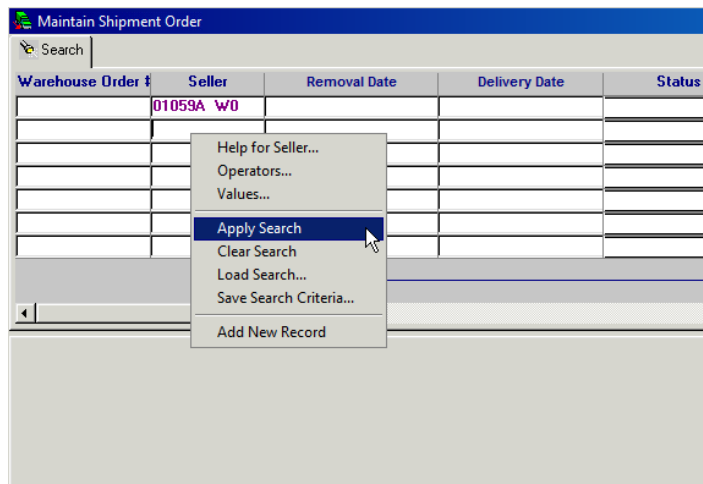 Maintain Shipment Order
Search
Warehouse Order # Seller Removal Date Delivery Date Status
01059A W0
Help for Seller...
Operators...
Values...
Apply Search
Clear Search
Load Search...
Save Search Criteria...
Add New Record